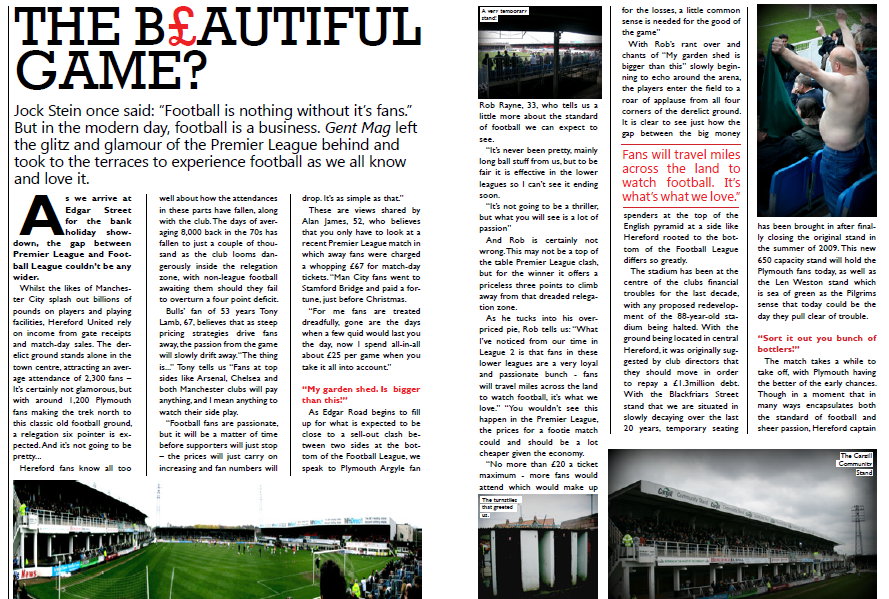 THE B£AUTIFUL
GAME?
Jock Stein once said: “Football is nothing without it’s fans.”
But in the modern day, football is a business. Gent Mag left
the glitz and glamour of the Premier League behind and
took to the terraces to experience football as we all know
and love it.
As we arrive at
Edgar Street
for the bank
holiday show-
down, the gap between
Premier League and Foot-
ball League couldn’t be any
wider.
Whilst the likes of Manches-
ter City splash out billions of
pounds on players and playing
facilities, Hereford United rely
on income from gate receipts
and match-day sales. The der-
elict ground stands alone in the
town centre, attracting an aver-
age attendance of 2,300 fans –
It’s certainly not glamorous, but
with around 1,200 Plymouth
fans making the trek north to
this classic old football ground,
a relegation six pointer is ex-
pected. And it’s not going to be
pretty...
Hereford fans know all too
well about how the attendances
in these parts have fallen, along
with the club. The days of aver-
aging 8,000 back in the 70s has
fallen to just a couple of thou-
sand as the club looms dan-
gerously inside the relegation
zone, with non-league football
awaiting them should they fail
to overturn a four point deficit.
Bulls’ fan of 53 years Tony
Lamb, 67, believes that as steep
pricing strategies drive fans
away, the passion from the game
will slowly drift away. “The thing
is...” Tony tells us “Fans at top
sides like Arsenal, Chelsea and
both Manchester clubs will pay
anything, and I mean anything to
watch their side play.
“Football fans are passionate,
but it will be a matter of time
before supporters will just stop
– the prices will just carry on
increasing and fan numbers will
drop. It’s as simple as that.”
These are views shared by
Alan James, 52, who believes
that you only have to look at a
recent Premier League match in
which away fans were charged
a whopping £67 for match-day
tickets. “Man City fans went to
Stamford Bridge and paid a for-
tune, just before Christmas.
“For me fans are treated
dreadfully, gone are the days
when a few quid would last you
the day, now I spend all-in-all
about £25 per game when you
take it all into account.”
“My garden shed. Is bigger
than this!”
As Edgar Road begins to fill
up for what is expected to be
close to a sell-out clash be-
tween two sides at the bot-
tom of the Football League, we
speak to Plymouth Argyle fan
A very temporary
stand!
Rob Rayne, 33, who tells us a
little more about the standard
of football we can expect to
see.
“It’s never been pretty, mainly
long ball stuff from us, but to be
fair it is effective in the lower
leagues so I can’t see it ending
soon.
“It’s not going to be a thriller,
but what you will see is a lot of
passion”
And Rob is certainly not
wrong. This may not be a top of
the table Premier League clash,
but for the winner it offers a
priceless three points to climb
away from that dreaded relega-
tion zone.
As he tucks into his over-
priced pie, Rob tells us: “What
I’ve noticed from our time in
League 2 is that fans in these
lower leagues are a very loyal
and passionate bunch - fans
will travel miles across the land
to watch football, it’s what we
love.” “You wouldn’t see this
happen in the Premier League,
the prices for a footie match
could and should be a lot
cheaper given the economy.
“No more than £20 a ticket
maximum - more fans would
attend which would make up
The turnstiles
that greeted
us.
for the losses, a little common
sense is needed for the good of
the game”
With Rob’s rant over and
chants of “My garden shed is
bigger than this” slowly begin-
ning to echo around the arena,
the players enter the field to a
roar of applause from all four
corners of the derelict ground.
It is clear to see just how the
gap between the big money
Fans will travel miles
across the land to
watch football. It’s
what’s what we love.”
spenders at the top of the
English pyramid at a side like
Hereford rooted to the bot-
tom of the Football League
differs so greatly.
The stadium has been at the
centre of the clubs financial
troubles for the last decade,
with any proposed redevelop-
ment of the 88-year-old sta-
dium being halted. With the
ground being located in central
Hereford, it was originally sug-
gested by club directors that
they should move in order
to repay a £1.3million debt.
With the Blackfriars Street
stand that we are situated in
slowly decaying over the last
20 years, temporary seating
has been brought in after final-
ly closing the original stand in
the summer of 2009. This new
650 capacity stand will hold the
Plymouth fans today, as well as
the Len Weston stand which
is sea of green as the Pilgrims
sense that today could be the
day they pull clear of trouble.
“Sort it out you bunch of
bottlers!”
The match takes a while to
take off, with Plymouth having
the better of the early chances.
Though in a moment that in
many ways encapsulates both
the standard of football and
sheer passion, Hereford captain
The Cargill
Community
Stand